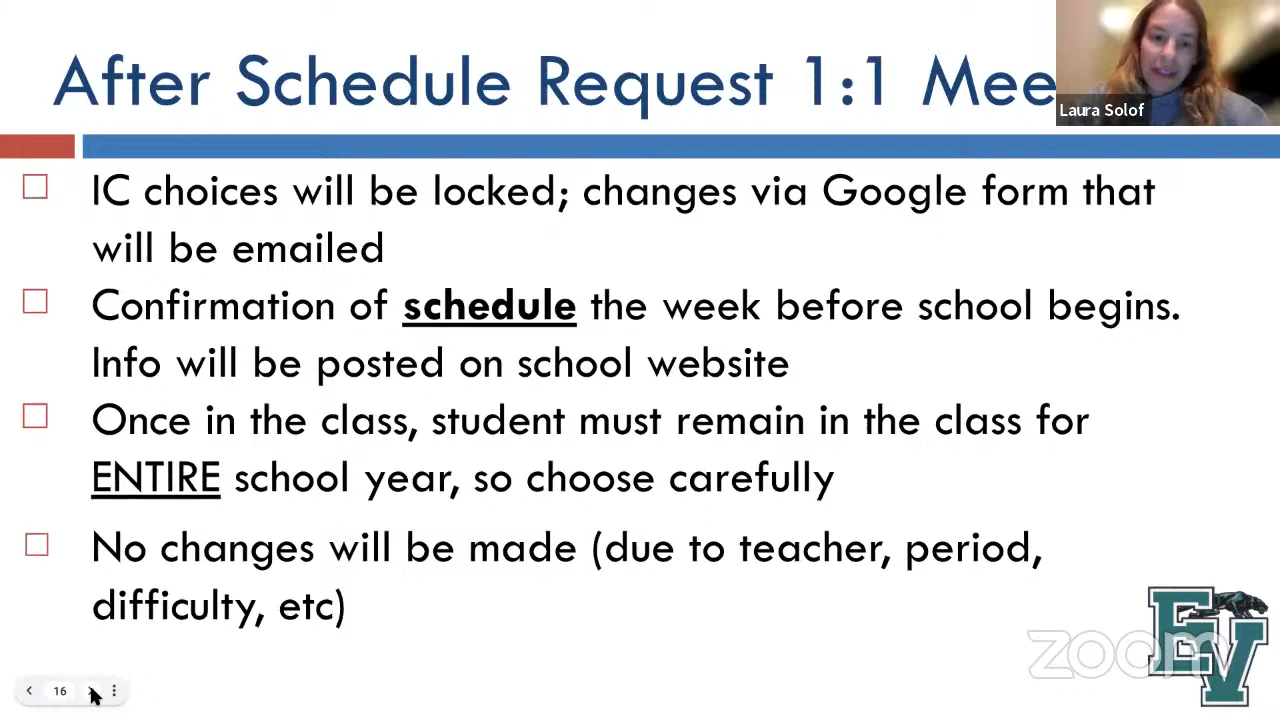 After Schedule Request 1:1 Mee
Laura Solof
IC choices will be locked; changes via Google form that
will be emailed
Confirmation of schedule the week before school begins.
Info will be posted on school website
Once in the class, student must remain in the class for
ENTIRE school year, so choose carefully
No changes will be made (due to teacher, period,
difficulty, etc)
EV
zoom
16